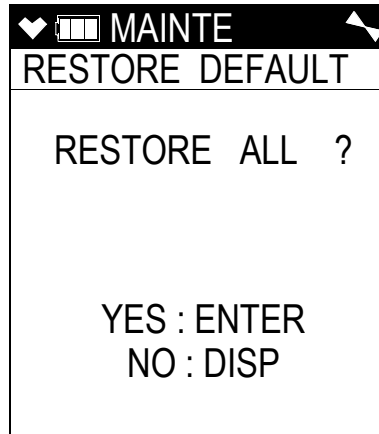 MAINTE
RESTORE DEFAULT
RESTORE ALL ?
YES : ENTER
NO : DISP